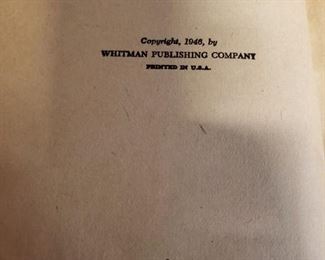 Copyright, 1946, by
WHITMAN PUBLISHING COMPANY
PRINTED IN U.S.A.